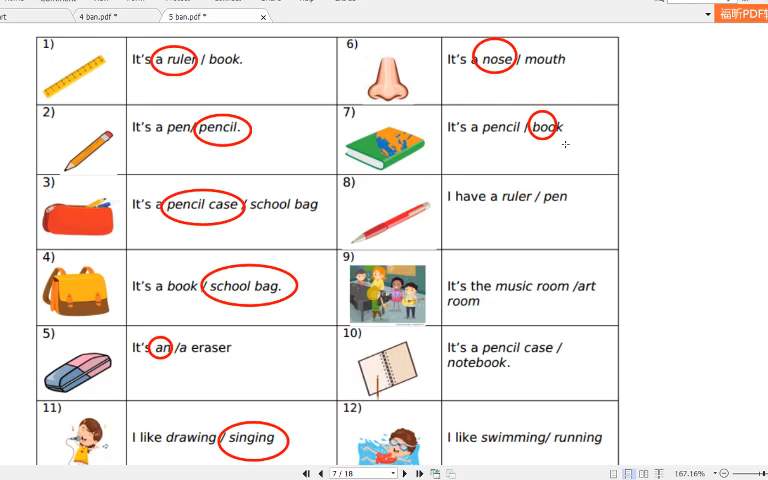 4 ban.pdf *
5 ban.pdf *
福昕PDF
1)
It's a ruler / book.
6)
It's a nose / mouth
2)
It's a pen/ pencil.
7)
It's a pencil / book
3)
It's a pencil case / school bag
8)
I have a ruler / pen
4)
It's a book / school bag.
9)
It's the music room /art
room
5)
It's an /a eraser
10)
It's a pencil case /
notebook.
11)
I like drawing / singing
12)
I like swimming/ running
7 / 18
167.16%